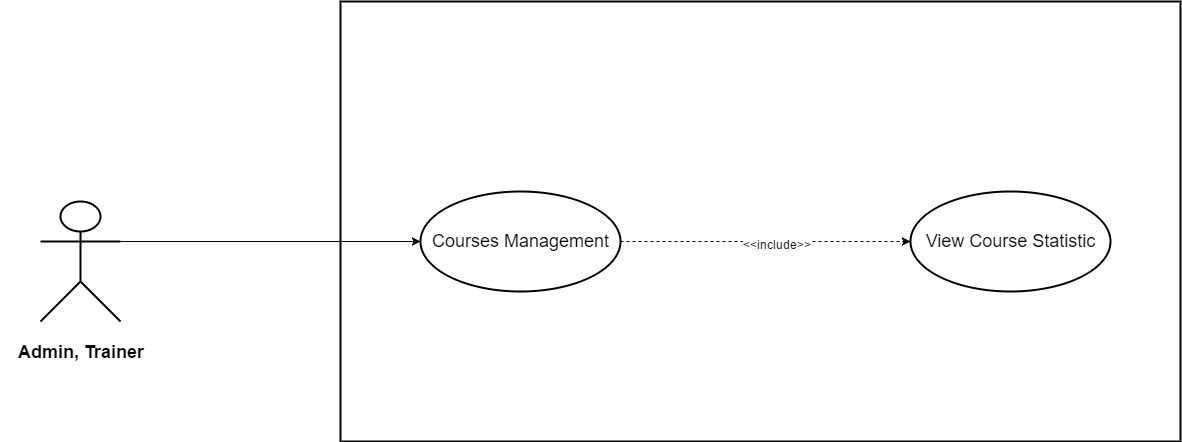 Courses Management
<<include>>
View Course Statistic
Admin, Trainer